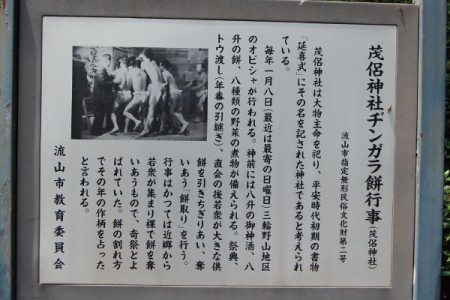 茂侶神社ヂンガラ餅行事(茂侶神社)
流山市指定無形民俗文化財第二号
茂侶神社は大物主命を祀り、平安時代初期の書物
「延喜式」にその名を記された神社であると考えられ
ている。
毎年一月八日(最近は最寄の日曜日)三輪野山地区
のオビシャが行われる。神前には八升の御神酒、八
升の餅、八種類の野菜の煮物が備えられる。祭典、
トウ渡し(年番の引継ぎ)、直会の後若衆が大きな供
餅を引きちぎりあい、奪
いあう「餅取り」を行う。
行事はかつては近郷から
若衆が集まり裸で餅を奪
いあうもので、奇祭とよ
ばれていた。餅の割れ方
でその年の作柄を占った
と言われる。
流山市教育委員会